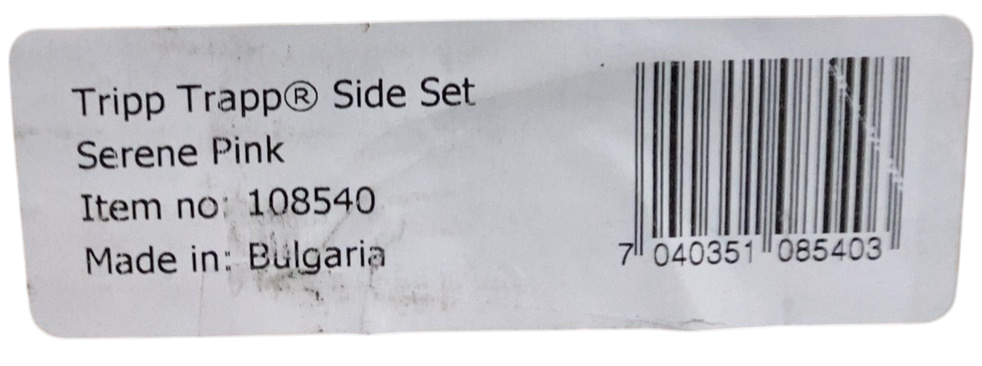 Tripp Trapp® Side Set
Serene Pink
Item no: 108540
Made in: Bulgaria
7 040351 085403